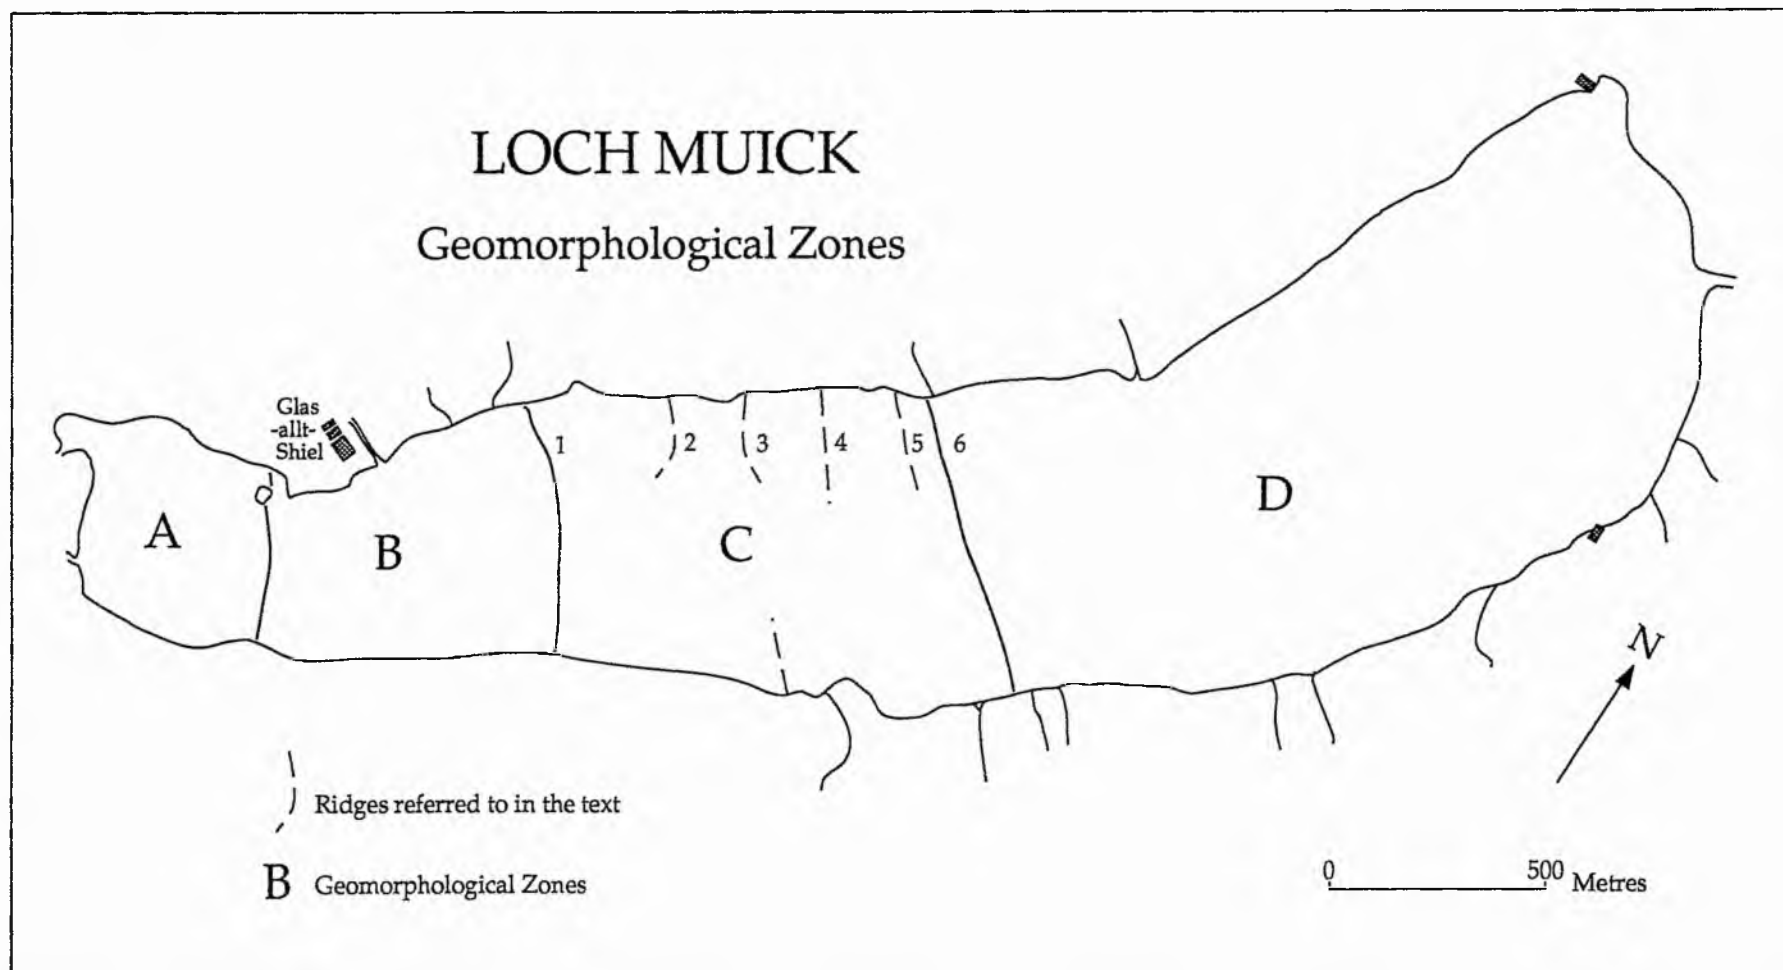 LOCH MUICK
Geomorphological Zones
Glas
-allt-
Shiel
1
2
3
4
5
6
A
B
C
D
N
Ridges referred to in the text
B Geomorphological Zones
0 500 Metres